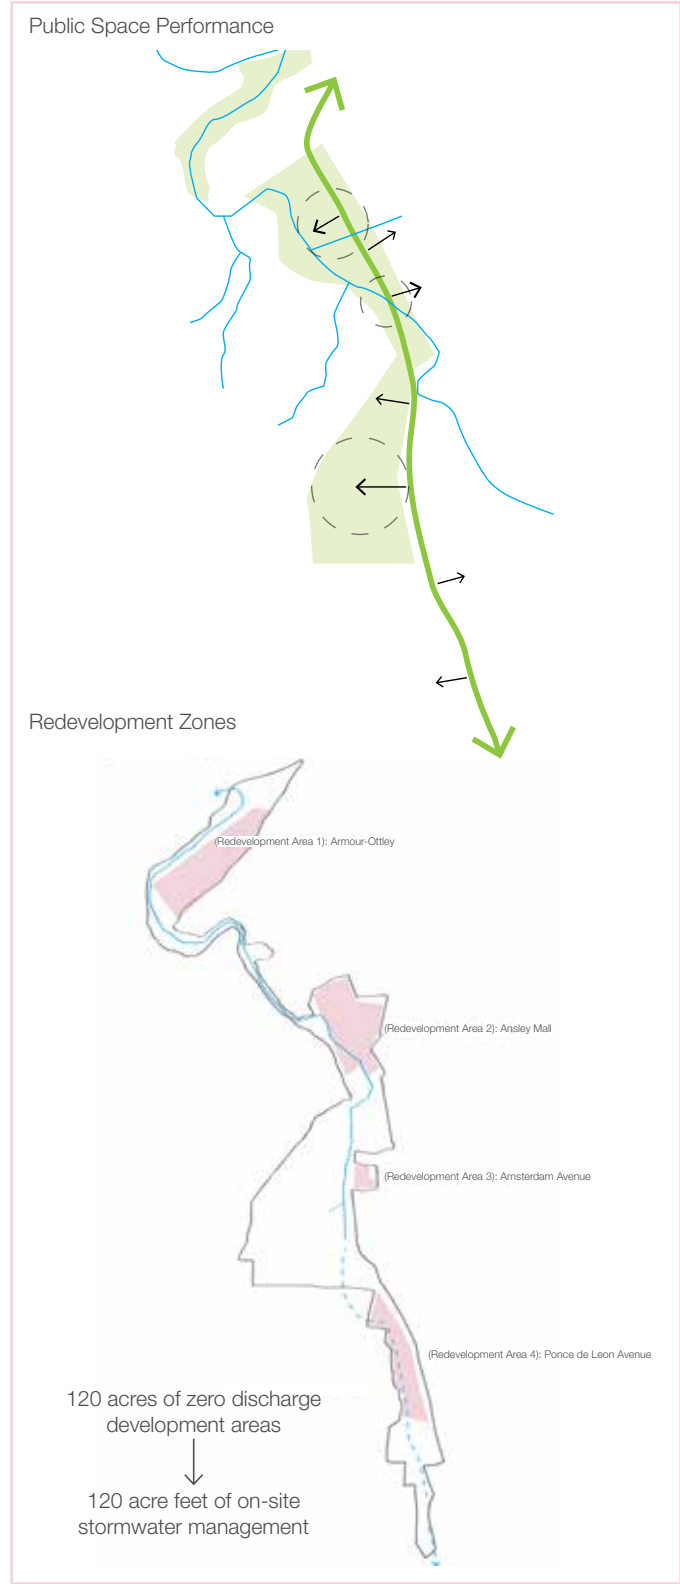 Public Space Performance
Redevelopment Zones
(Redevelopment Area 1): Armour-Ottley
(Redevelopment Area 2): Ansley Mall
(Redevelopment Area 3): Amsterdam Avenue
(Redevelopment Area 4): Ponce de Leon Avenue
120 acres of zero discharge
development areas
120 acre feet of on-site
stormwater management